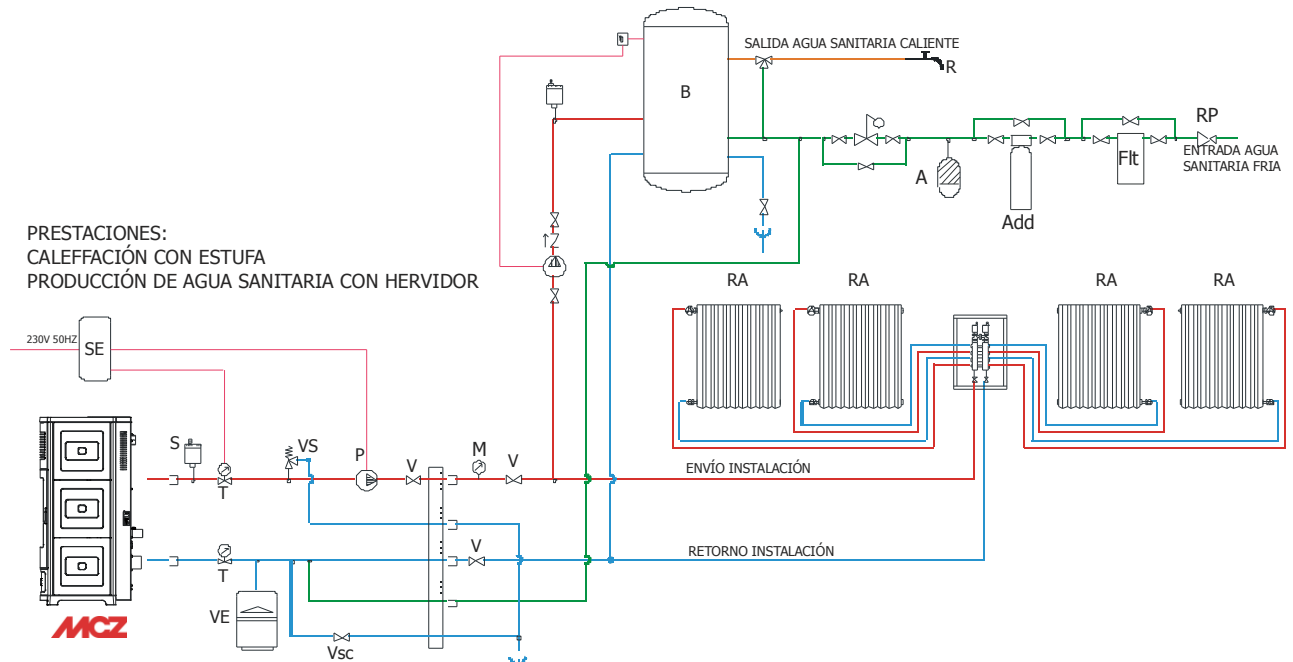 SALIDA AGUA SANITARIA CALIENTE
R
B
RP
ENTRADA AGUA
SANITARIA FRIA
Flt
A
Add
PRESTACIONES:
CALEFFACIÓN CON ESTUFA
PRODUCCIÓN DE AGUA SANITARIA CON HERVIDOR
RA
RA
RA
RA
230V 50HZ
SE
S
VS
P
V
M
V
T
ENVÍO INSTALACIÓN
V
RETORNO INSTALACIÓN
T
VE
Vsc
MCZ